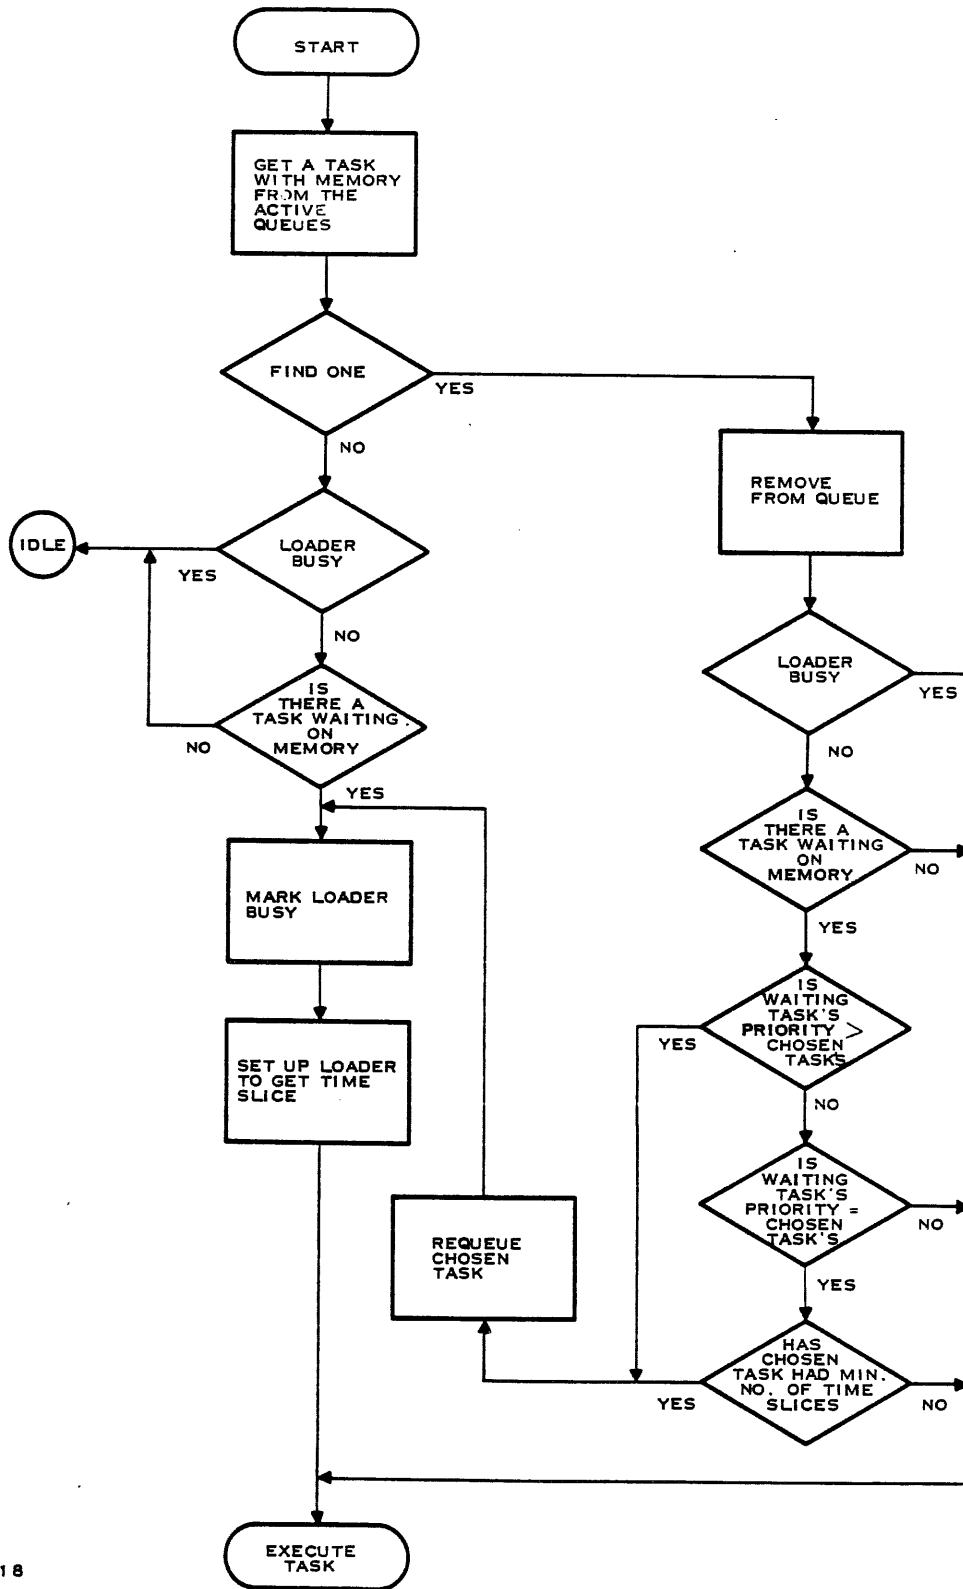 START
GET A TASK
WITH MEMORY
FROM THE
ACTIVE
QUEUES
FIND ONE
YES
NO
REMOVE
FROM QUEUE
IDLE
LOADER
BUSY
YES
NO
LOADER
BUSY
YES
NO
IS
THERE A
TASK WAITING
ON
MEMORY
NO
YES
IS
THERE A
TASK WAITING
ON
MEMORY
NO
YES
MARK LOADER
BUSY
IS
WAITING
TASK'S
PRIORITY >
CHOSEN
TASKS
YES
NO
SET UP LOADER
TO GET TIME
SLICE
IS
WAITING
TASK'S
PRIORITY =
CHOSEN
TASK'S
NO
YES
REQUEUE
CHOSEN
TASK
HAS
CHOSEN
TASK HAD MIN.
NO. OF TIME
SLICES
YES
NO
EXECUTE
TASK
18